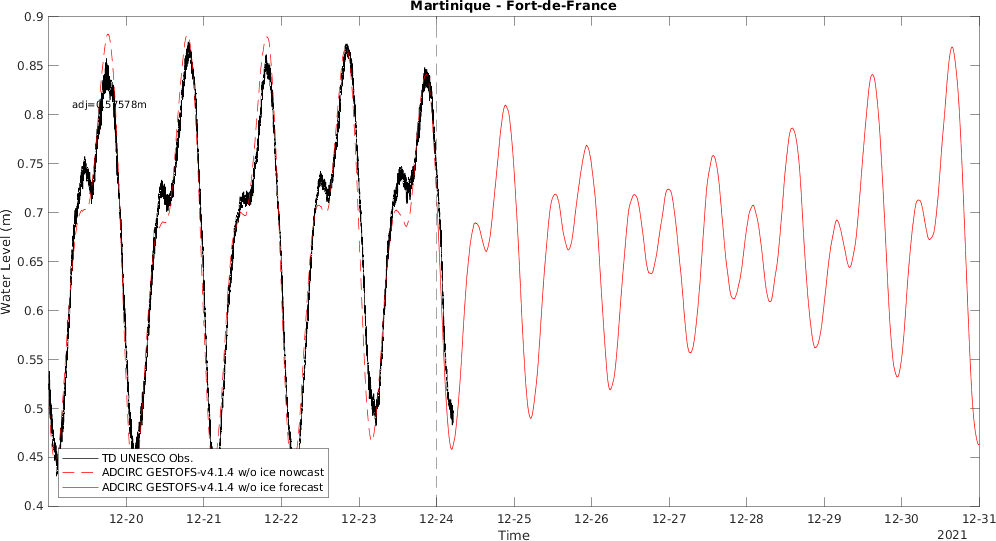 Martinique - Fort-de-France
0.9
0.85
0.8
0.75
0.7
0.65
0.6
0.55
0.5
0.45
0.4
Water Level (m)
adj=0.57578m
TD UNESCO Obs.
ADCIRC GESTOFS-v4.1.4 w/o ice nowcast
ADCIRC GESTOFS-v4.1.4 w/o ice forecast
12-20 12-21 12-22 12-23 12-24 12-25 12-26 12-27 12-28 12-29 12-30 12-31
Time
2021